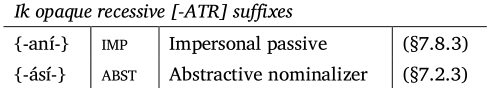 Ik opaque recessive [-ATR] suffixes
{-aní-} IMP Impersonal passive (§7.8.3)
{-ásí-} ABST Abstractive nominalizer (§7.2.3)